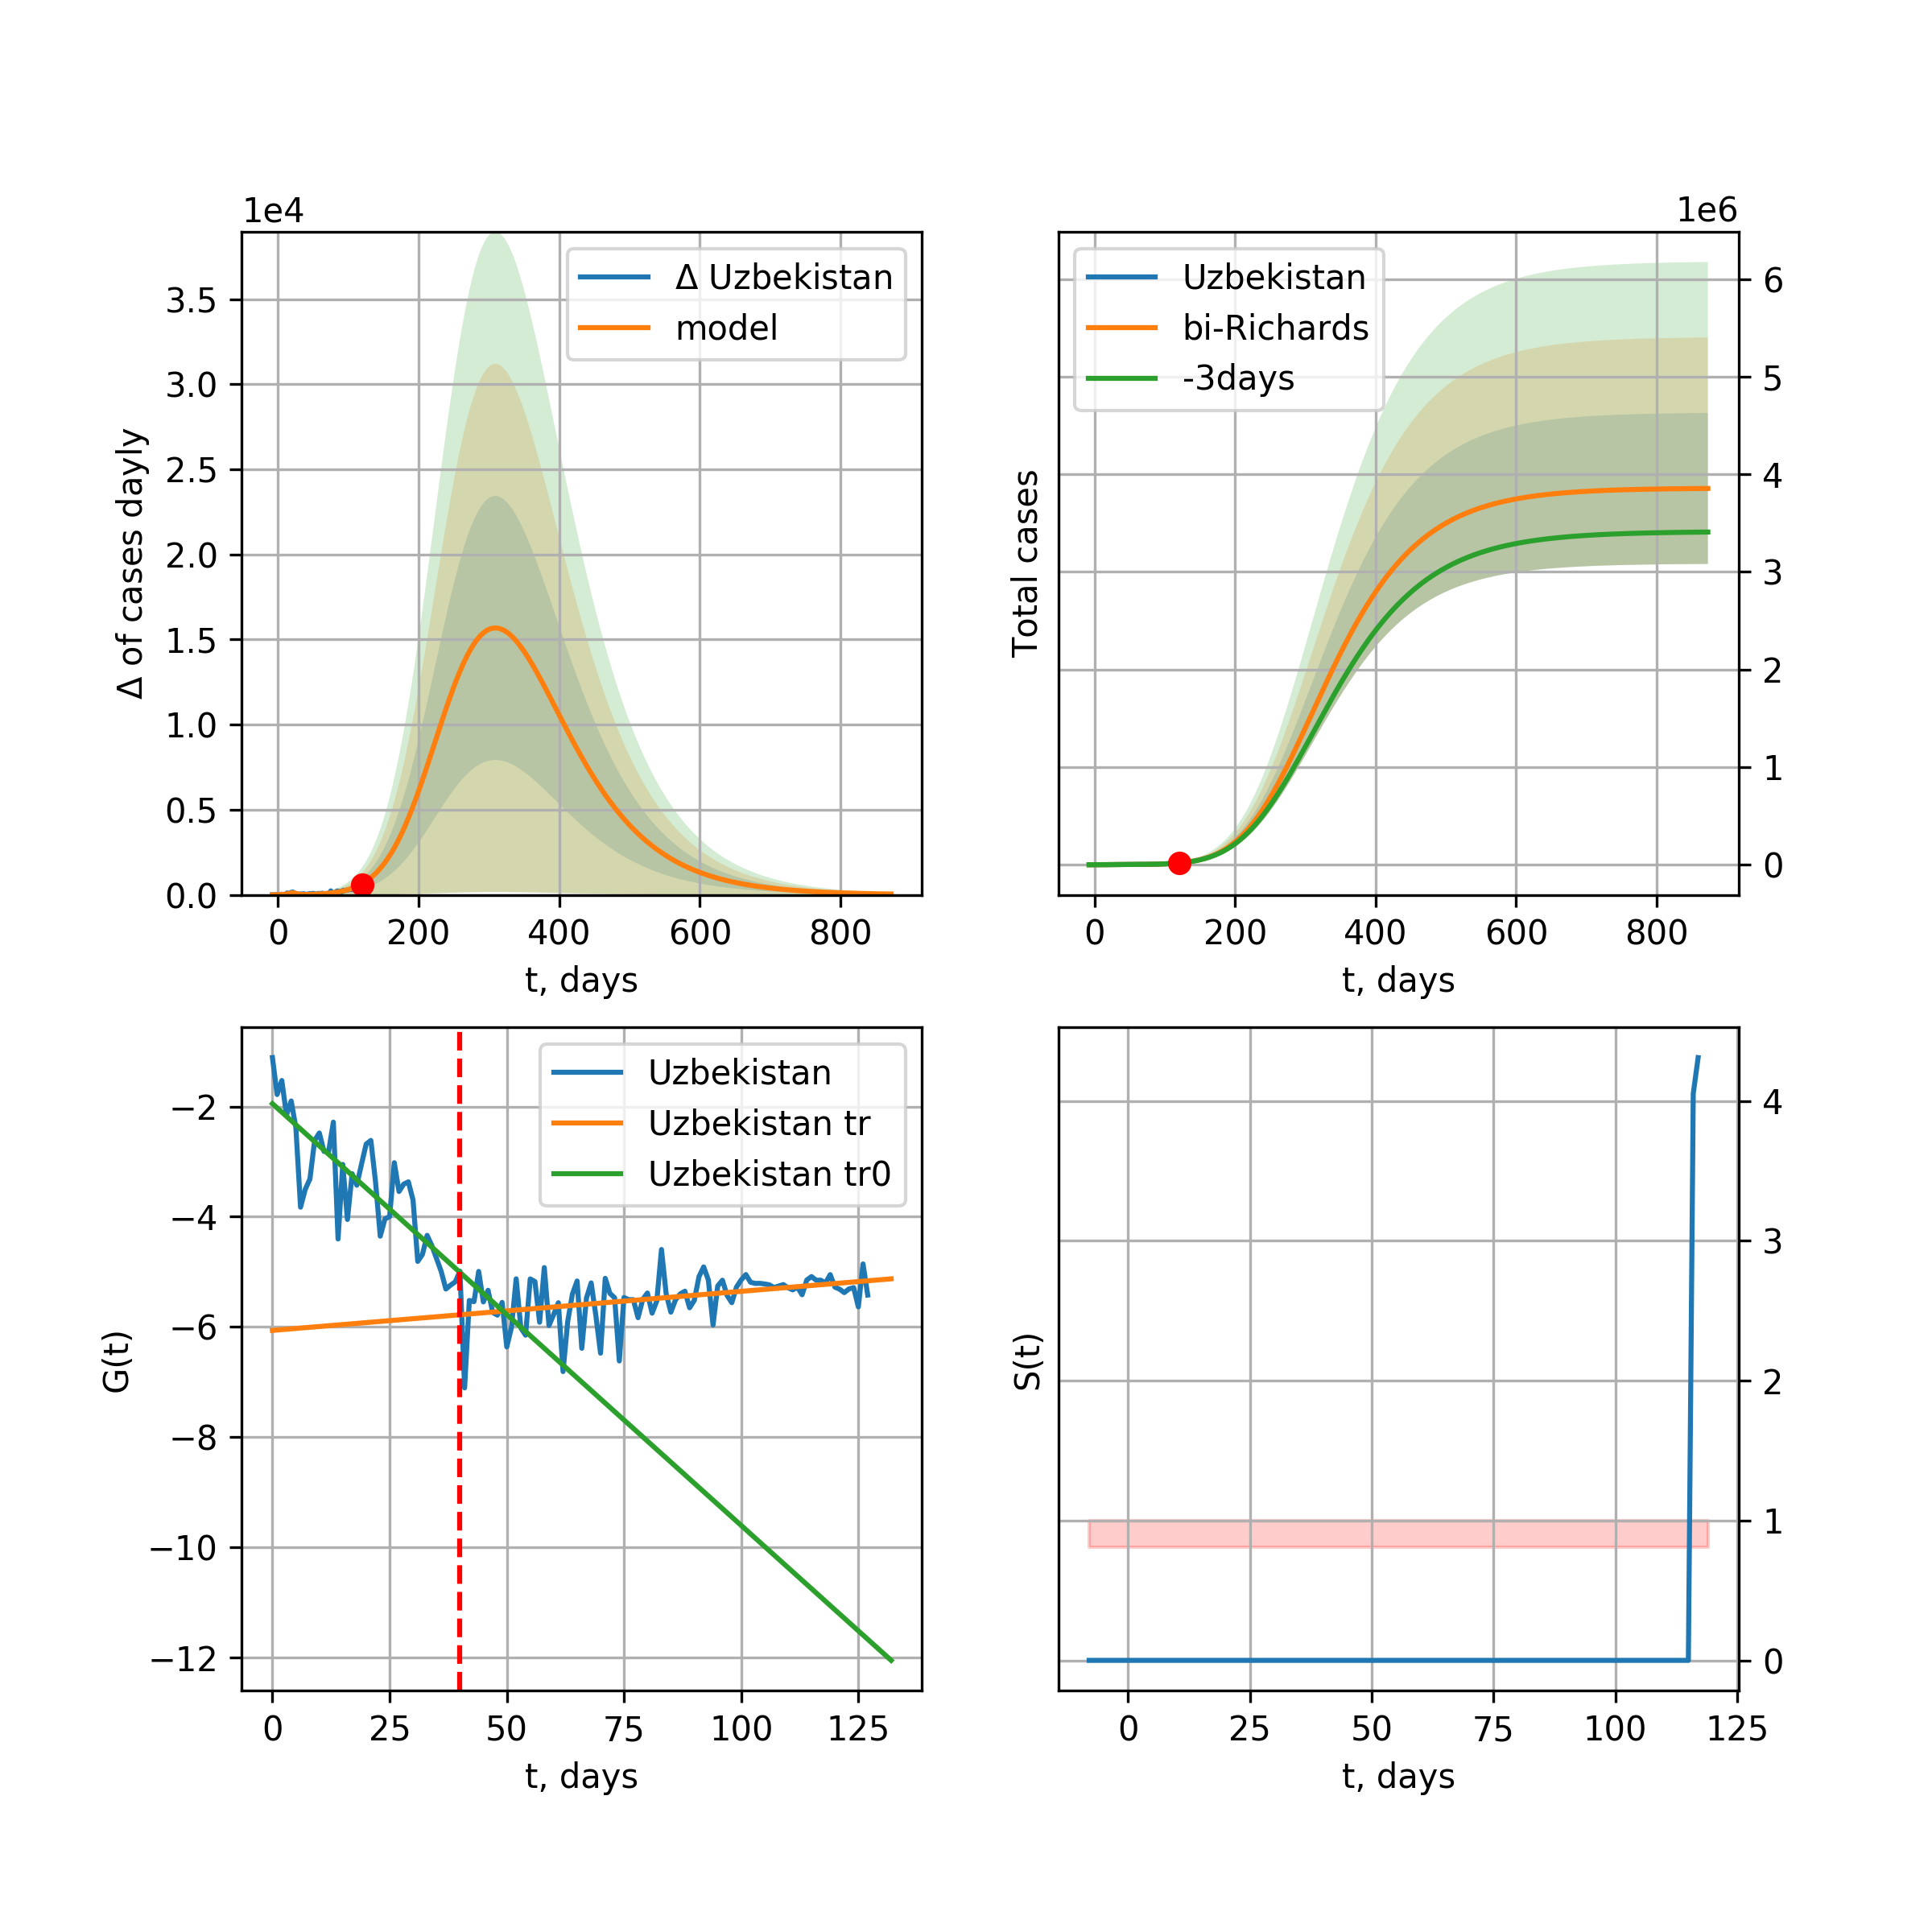 1e4
Δ of cases dayly
3.5
3.0
2.5
2.0
1.5
1.0
0.5
0.0
Δ Uzbekistan
model
0 200 400 600 800
t, days
1e6
Total cases
Uzbekistan
bi-Richards
-3days
6
5
4
3
2
1
0
0 200 400 600 800
t, days
G(t)
−2
−4
−6
−8
−10
−12
Uzbekistan
Uzbekistan tr
Uzbekistan tr0
0 25 50 75 100 125
t, days
S(t)
4
3
2
1
0
0 25 50 75 100 125
t, days